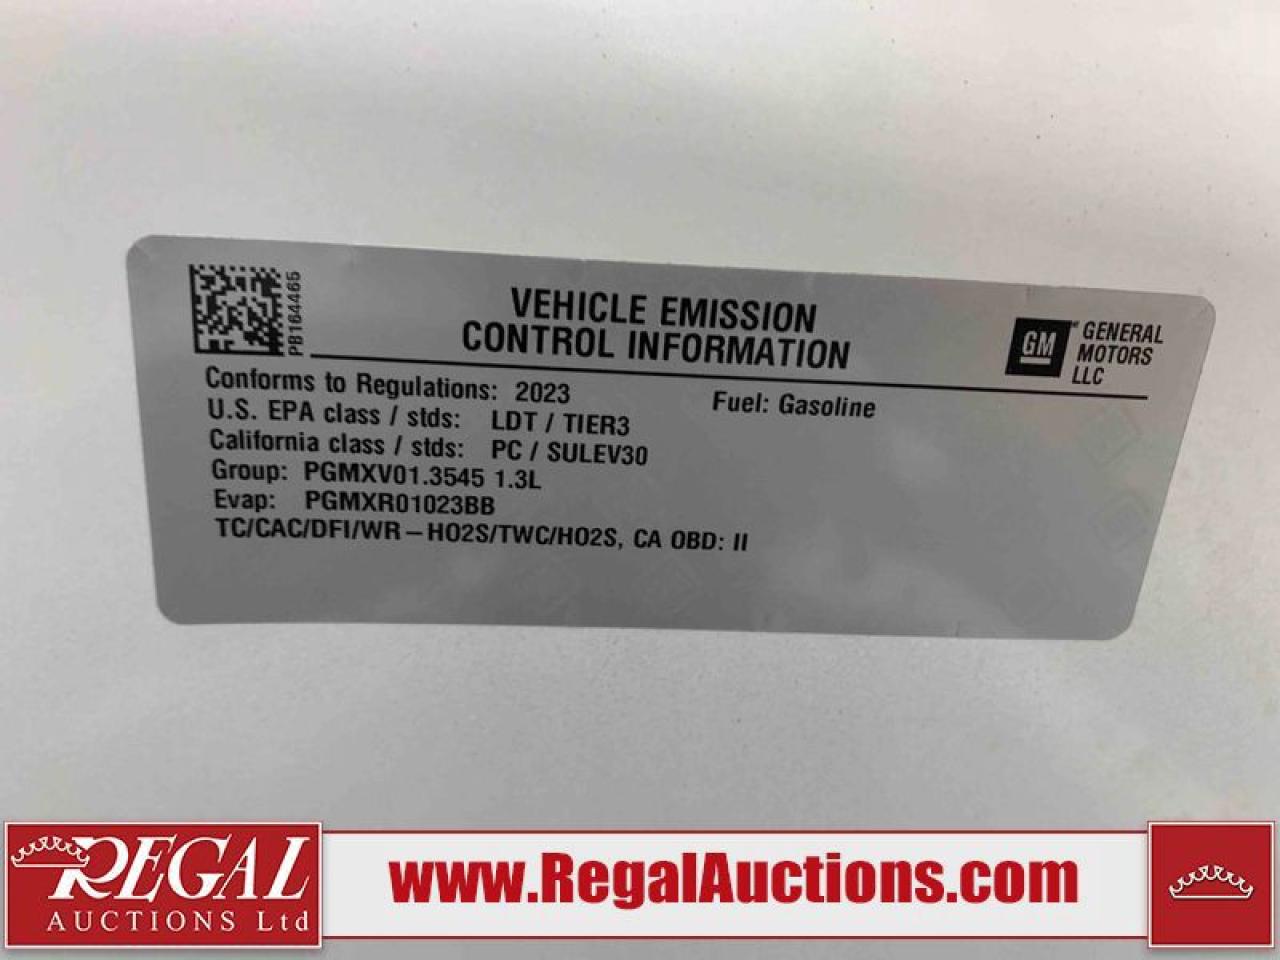 PB164465
VEHICLE EMISSION
CONTROL INFORMATION
GM
GENERAL
MOTORS
LLC
Conforms to Regulations: 2023
Fuel: Gasoline
U.S. EPA class / stds: LDT / TIER3
California class / stds: PC / SULEV30
Group: PGMXV01.3545 1.3L
Evap: PGMXR01023BB
TC/CAC/DFI/WR-HO2S/TWC/HO2S, CA OBD: II
REGAL
AUCTIONS Ltd
www.RegalAuctions.com